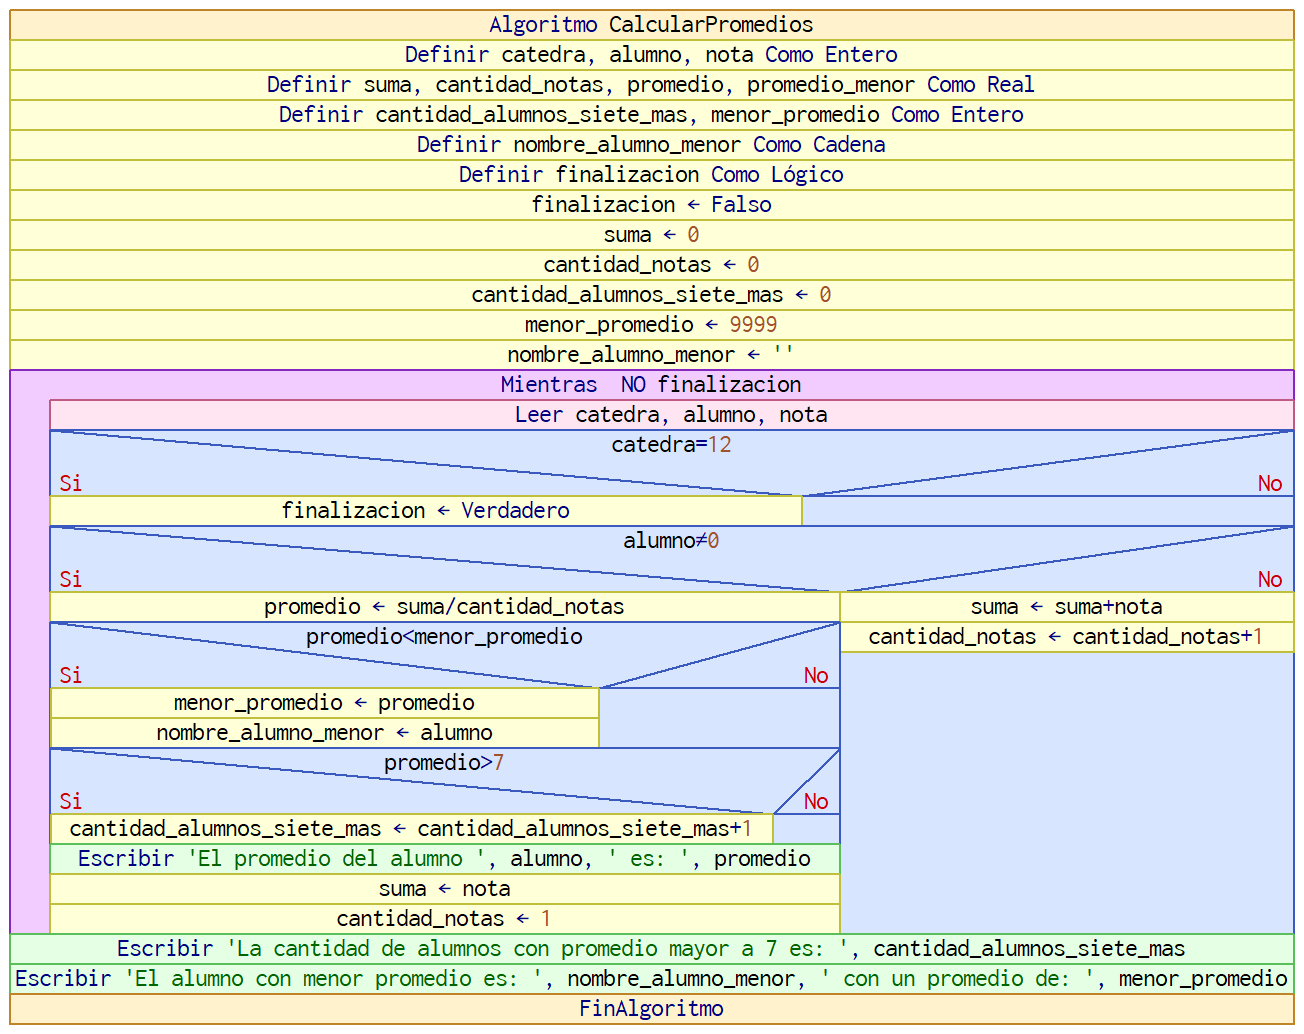 Algoritmo CalcularPromedios
Definir catedra, alumno, nota Como Entero
Definir suma, cantidad_notas, promedio, promedio_menor Como Real
Definir cantidad_alumnos_siete_mas, menor_promedio Como Entero
Definir nombre_alumno_menor Como Cadena
Definir finalizacion Como Lógico
finalizacion ← Falso
suma ← 0
cantidad_notas ← 0
cantidad_alumnos_siete_mas ← 0
menor_promedio ← 9999
nombre_alumno_menor ← ''
Mientras NO finalizacion
Leer catedra, alumno, nota
catedra=12
Si No
finalizacion ← Verdadero
alumno≠0
Si No
promedio ← suma/cantidad_notas suma ← suma+nota
promedio<menor_promedio cantidad_notas ← cantidad_notas+1
Si No
menor_promedio ← promedio
nombre_alumno_menor ← alumno
promedio>7
Si No
cantidad_alumnos_siete_mas ← cantidad_alumnos_siete_mas+1
Escribir 'El promedio del alumno ', alumno, ' es: ', promedio
suma ← nota
cantidad_notas ← 1
Escribir 'La cantidad de alumnos con promedio mayor a 7 es: ', cantidad_alumnos_siete_mas
Escribir 'El alumno con menor promedio es: ', nombre_alumno_menor, ' con un promedio de: ', menor_promedio
FinAlgoritmo